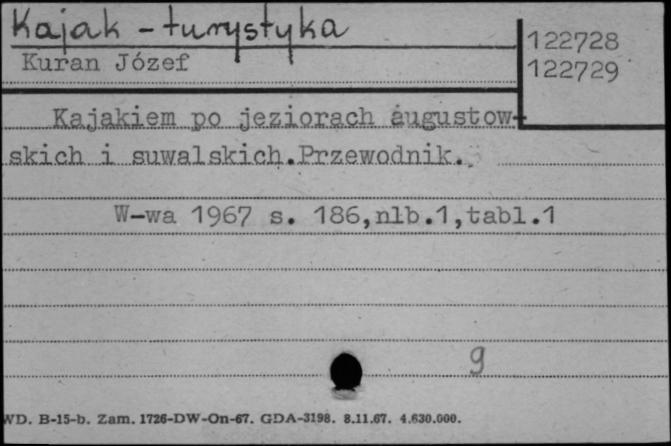 Kajak - turystyka
122728
Kuran Józef
122729
Kajakiem po jeziorach augustow-
skich i suwalskich.Przewodnik.
W-wa 1967 s. 186,nlb.1,tabl.1
9
WD. B-15-b. Zam. 1726-DW-On-67. GDA-3198. 8.11.67. 4.630.000.